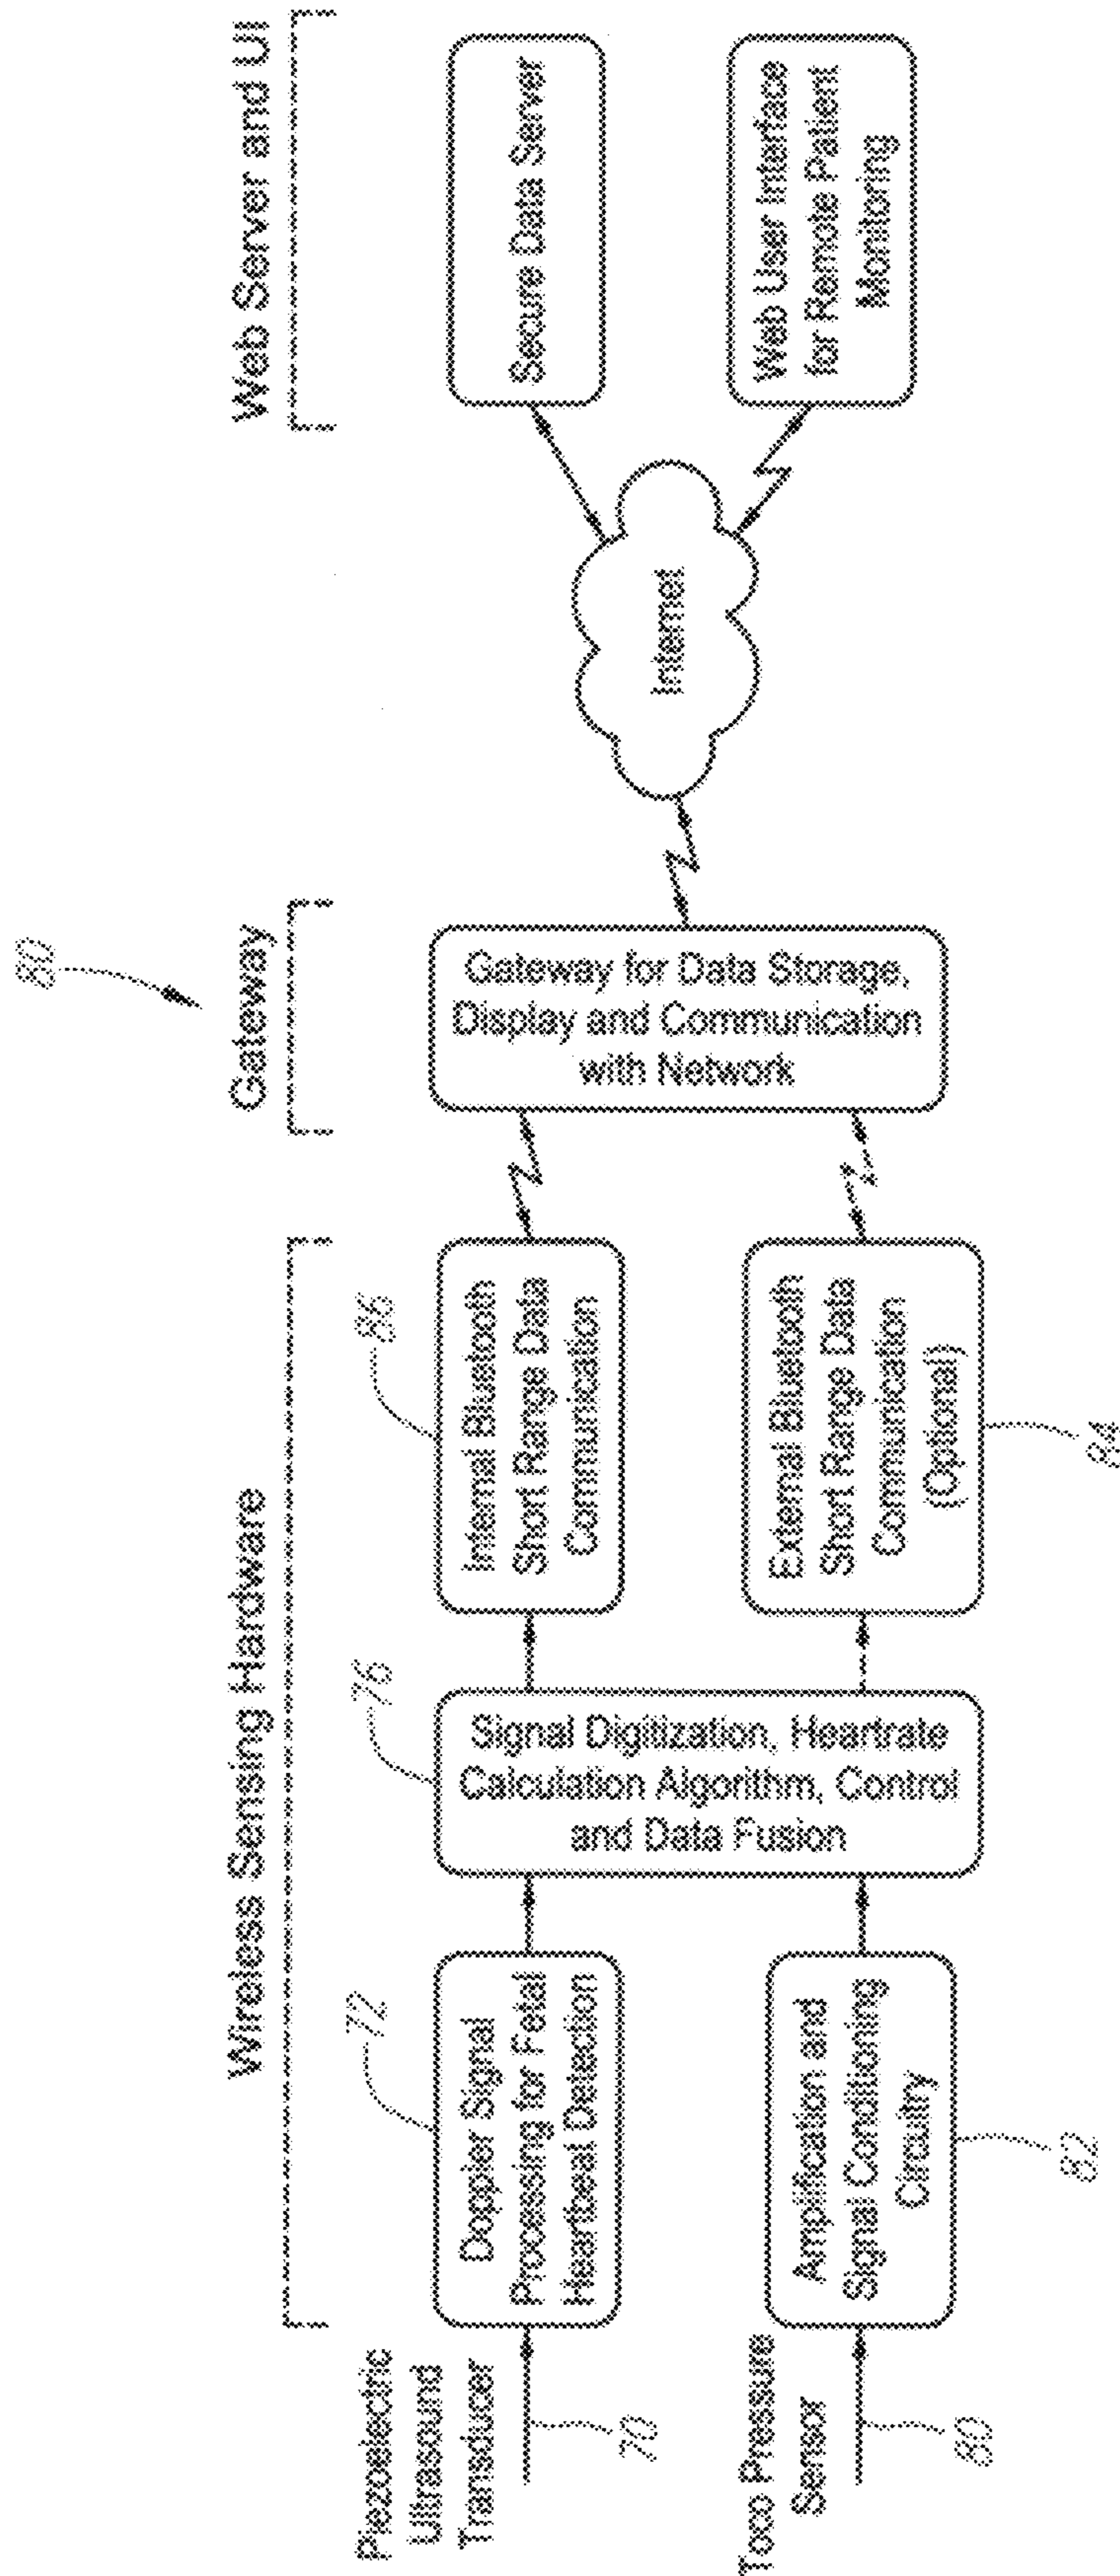 80
Wireless Sensing Hardware
Gateway
Web Server and UI
Piezoelectric
Ultrasound
Transducer
70
72
Doppler Signal
Processing for Fetal
Heartbeat Detection
76
Signal Digitization, Heartrate
Calculation Algorithm, Control
and Data Fusion
86
Internal Bluetooth
Short Range Data
Communication
Gateway for Data Storage,
Display and Communication
with Network
Internet
Secure Data Server
Toco Pressure
Sensor
80
Amplification and
Signal Conditioning
Circuitry
82
External Bluetooth
Short Range Data
Communication
(Optional)
84
Web User Interface
for Remote Patient
Monitoring